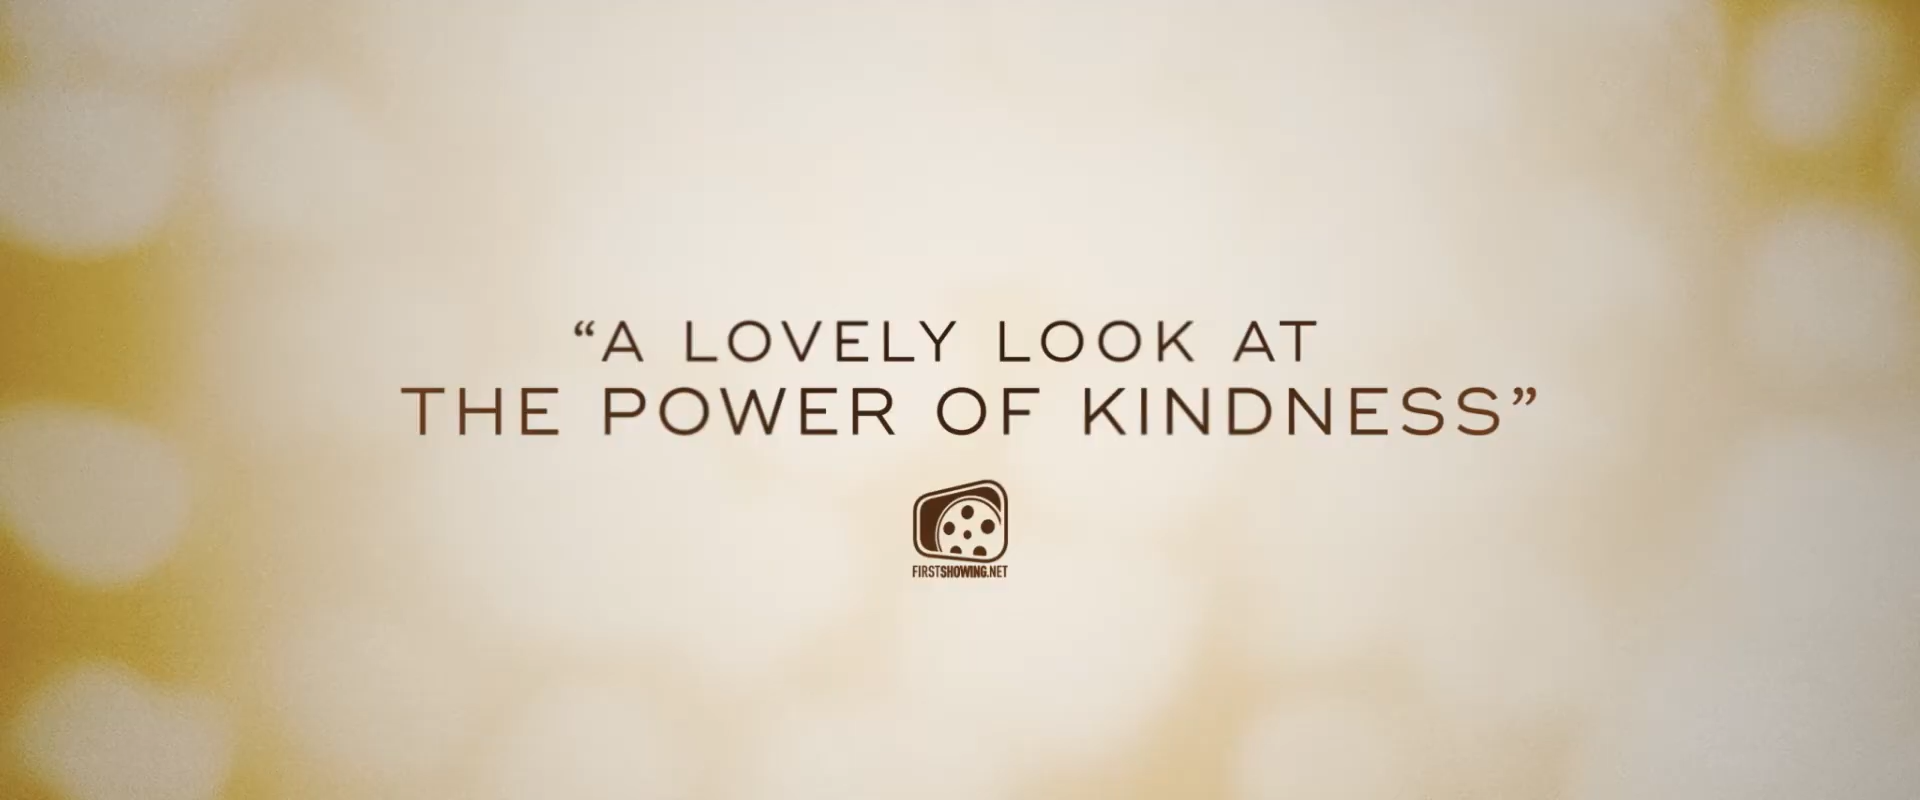 “A LOVELY LOOK AT
THE POWER OF KINDNESS”
FIRSTSHOWING.NET